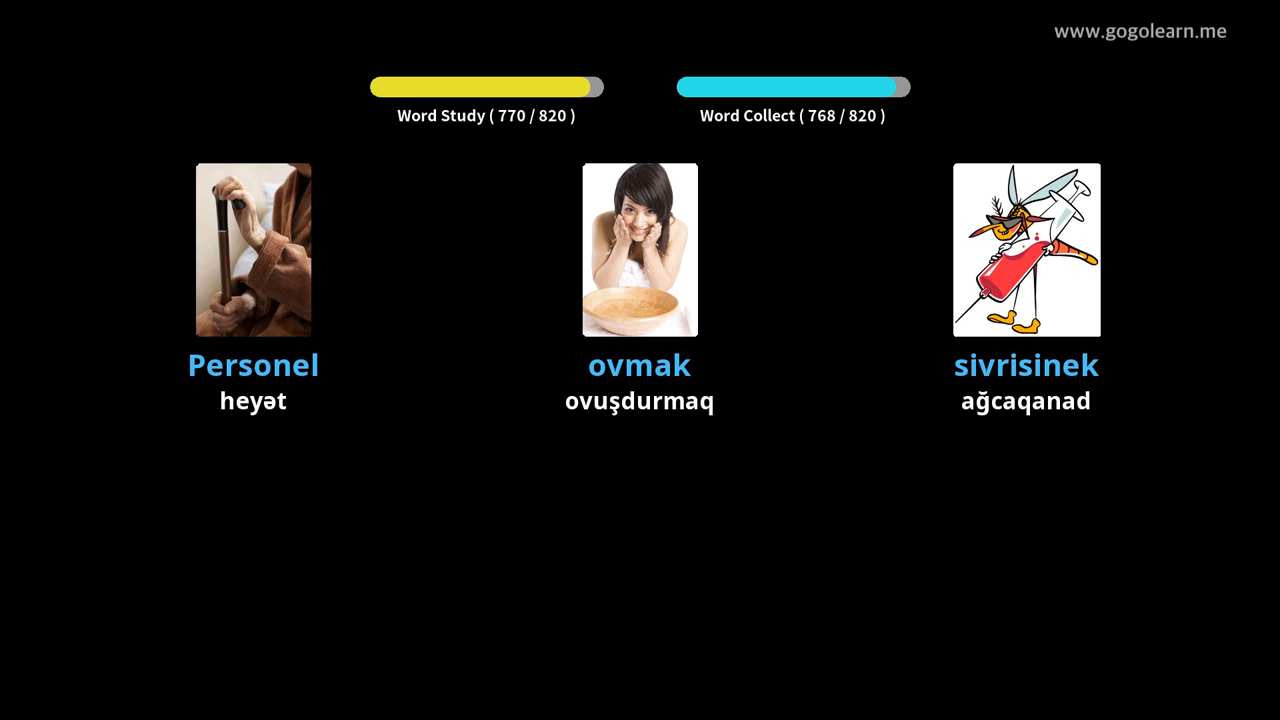 www.gogolearn.me
Word Study ( 770 / 820 )
Word Collect ( 768 / 820 )
Personel
heyət
ovmak
ovuşdurmaq
sivrisinek
ağcaqanad